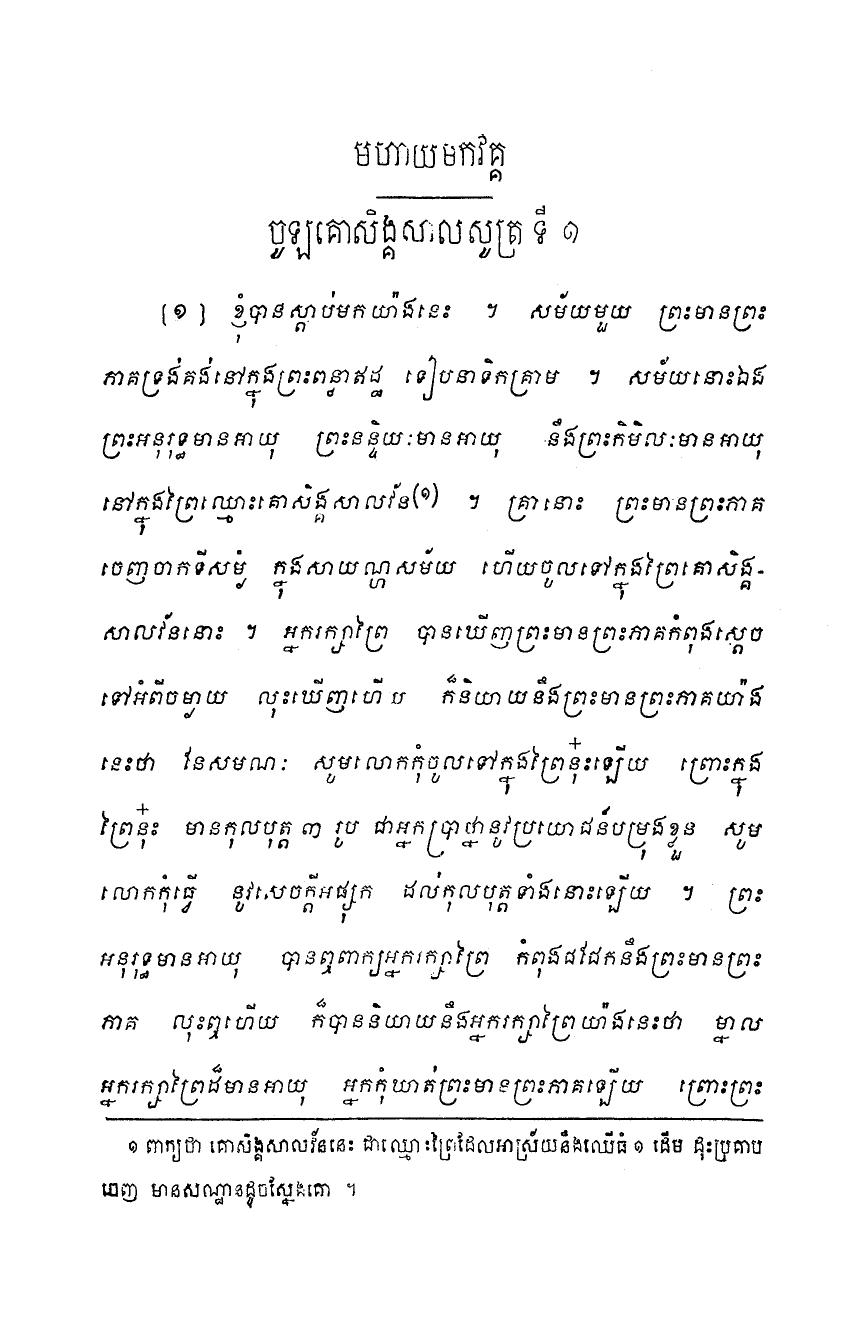 មហាយមកវគ្គ
ចូឡគោសិង្គសាលសូត្រ ទី ១
[១] ខ្ញុំបានស្តាប់មកយ៉ាងនេះ ។ សម័យមួយ ព្រះមានព្រះ
ភាគទ្រង់គង់នៅក្នុងព្រះពន្ធាឥដ្ឋ ទៀបនាទិកគ្រាម ។ សម័យនោះឯង
ព្រះអនុរុទ្ធមានអាយុ ព្រះនន្ទិយៈមានអាយុ នឹងព្រះកិមិលៈមានអាយុ
នៅក្នុងព្រៃឈ្មោះគោសិង្គសាលវ័ន(១) ។ គ្រានោះ ព្រះមានព្រះភាគ
ចេញចាកទីសម្ងំ ក្នុងសាយណ្ហសម័យ ហើយចូលទៅក្នុងព្រៃគោសិង្គ-
សាលវ័ននោះ ។ អ្នករក្សាព្រៃ បានឃើញព្រះមានព្រះភាគកំពុងស្តេច
ទៅអំពីចម្ងាយ លុះឃើញហើយ ក៏និយាយនឹងព្រះមានព្រះភាគយ៉ាង
នេះថា នែសមណៈ សូមលោកកុំចូលទៅក្នុងព្រៃនុ៎ះឡើយ ព្រោះក្នុង
ព្រៃនុ៎ះ មានកុលបុត្ត ៣ រូប ជាអ្នកប្រាថ្នានូវប្រយោជន៍បម្រុងខ្លួន សូម
លោកកុំធ្វើ នូវសេចក្តីអផ្សុក ដល់កុលបុត្តទាំងនោះឡើយ ។ ព្រះ
អនុរុទ្ធមានអាយុ បានឮពាក្យអ្នករក្សាព្រៃ កំពុងជជែកនឹងព្រះមានព្រះ
ភាគ លុះឮហើយ ក៏បាននិយាយនឹងអ្នករក្សាព្រៃយ៉ាងនេះថា ម្នាល
អ្នករក្សាព្រៃដ៏មានអាយុ អ្នកកុំឃាត់ព្រះមានព្រះភាគឡើយ ព្រោះព្រះ
១ ពាក្យថា គោសិង្គសាលវ័ននេះ ជាឈ្មោះព្រៃដែលអាស្រ័យនឹងឈើធំ ១ ដើម ដុះប្រគាប
ចេញ មានសណ្ឋានដូចស្នែងគោ ។